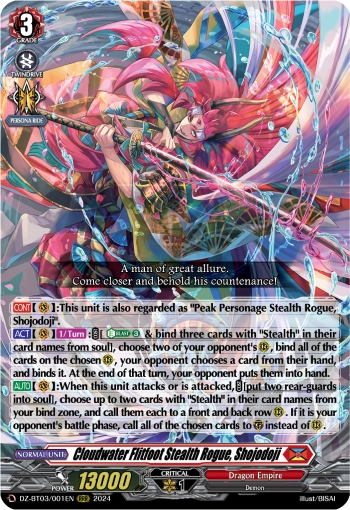 3
GRADE
TWINDRIVE
PERSONA RIDE
A man of great allure.
Come closer and behold his countenance!
CONT [ ]:This unit is also regarded as "Peak Personage Stealth Rogue,
Shojodoji".
ACT [ ] 1/Turn : [ BLAST 3 & bind three cards with "Stealth" in their
card names from soul], choose two of your opponent's , bind all of the
cards on the chosen , your opponent chooses a card from their hand,
and binds it. At the end of that turn, your opponent puts them into hand.
AUTO [ ]:When this unit attacks or is attacked, [put two rear-guards
into soul], choose up to two cards with "Stealth" in their card names from
your bind zone, and call them each to a front and back row . If it is your
opponent's battle phase, call all of the chosen cards to instead of .
NORMAL UNIT
Cloudwater Flitfoot Stealth Rogue, Shojodoji
POWER 13000
CRITICAL
1
Dragon Empire
Demon
D DZ-BT03/001EN RRR 2024
illust/BISAI